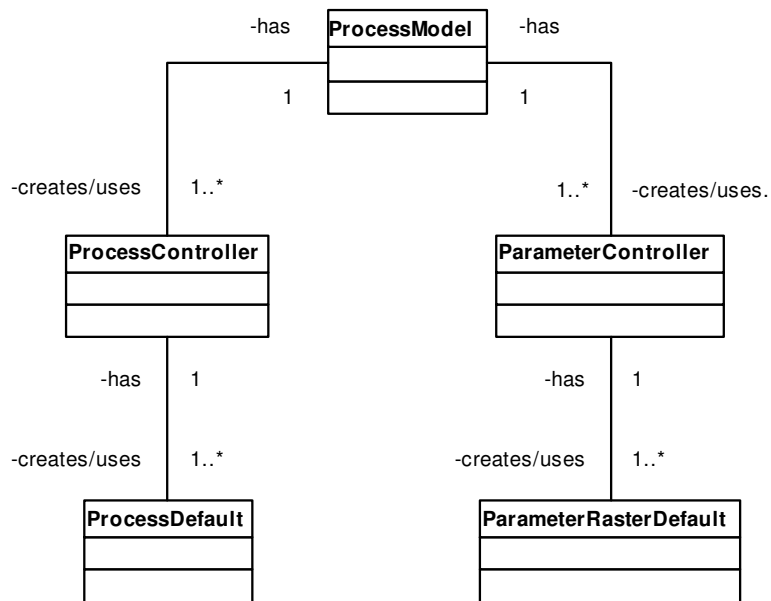 -has
ProcessModel
-has
1
1
-creates/uses
1..*
1..*
-creates/uses.
ProcessController
ParameterController
-has
1
-has
1
-creates/uses
1..*
-creates/uses
1..*
ProcessDefault
ParameterRasterDefault